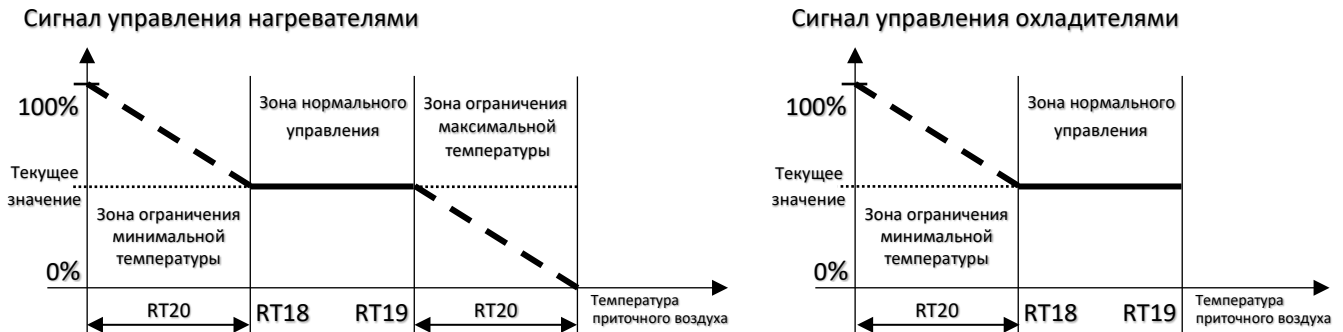 Сигнал управления нагревателями
100%
Зона нормального
управления
Зона ограничения
максимальной
температуры
Текущее
значение
Зона ограничения
минимальной
температуры
0%
RT20
RT18
RT19
RT20
Температура
приточного воздуха
Сигнал управления охладителями
100%
Зона нормального
управления
Текущее
значение
Зона ограничения
минимальной
температуры
0%
RT20
RT18
RT19
Температура
приточного воздуха